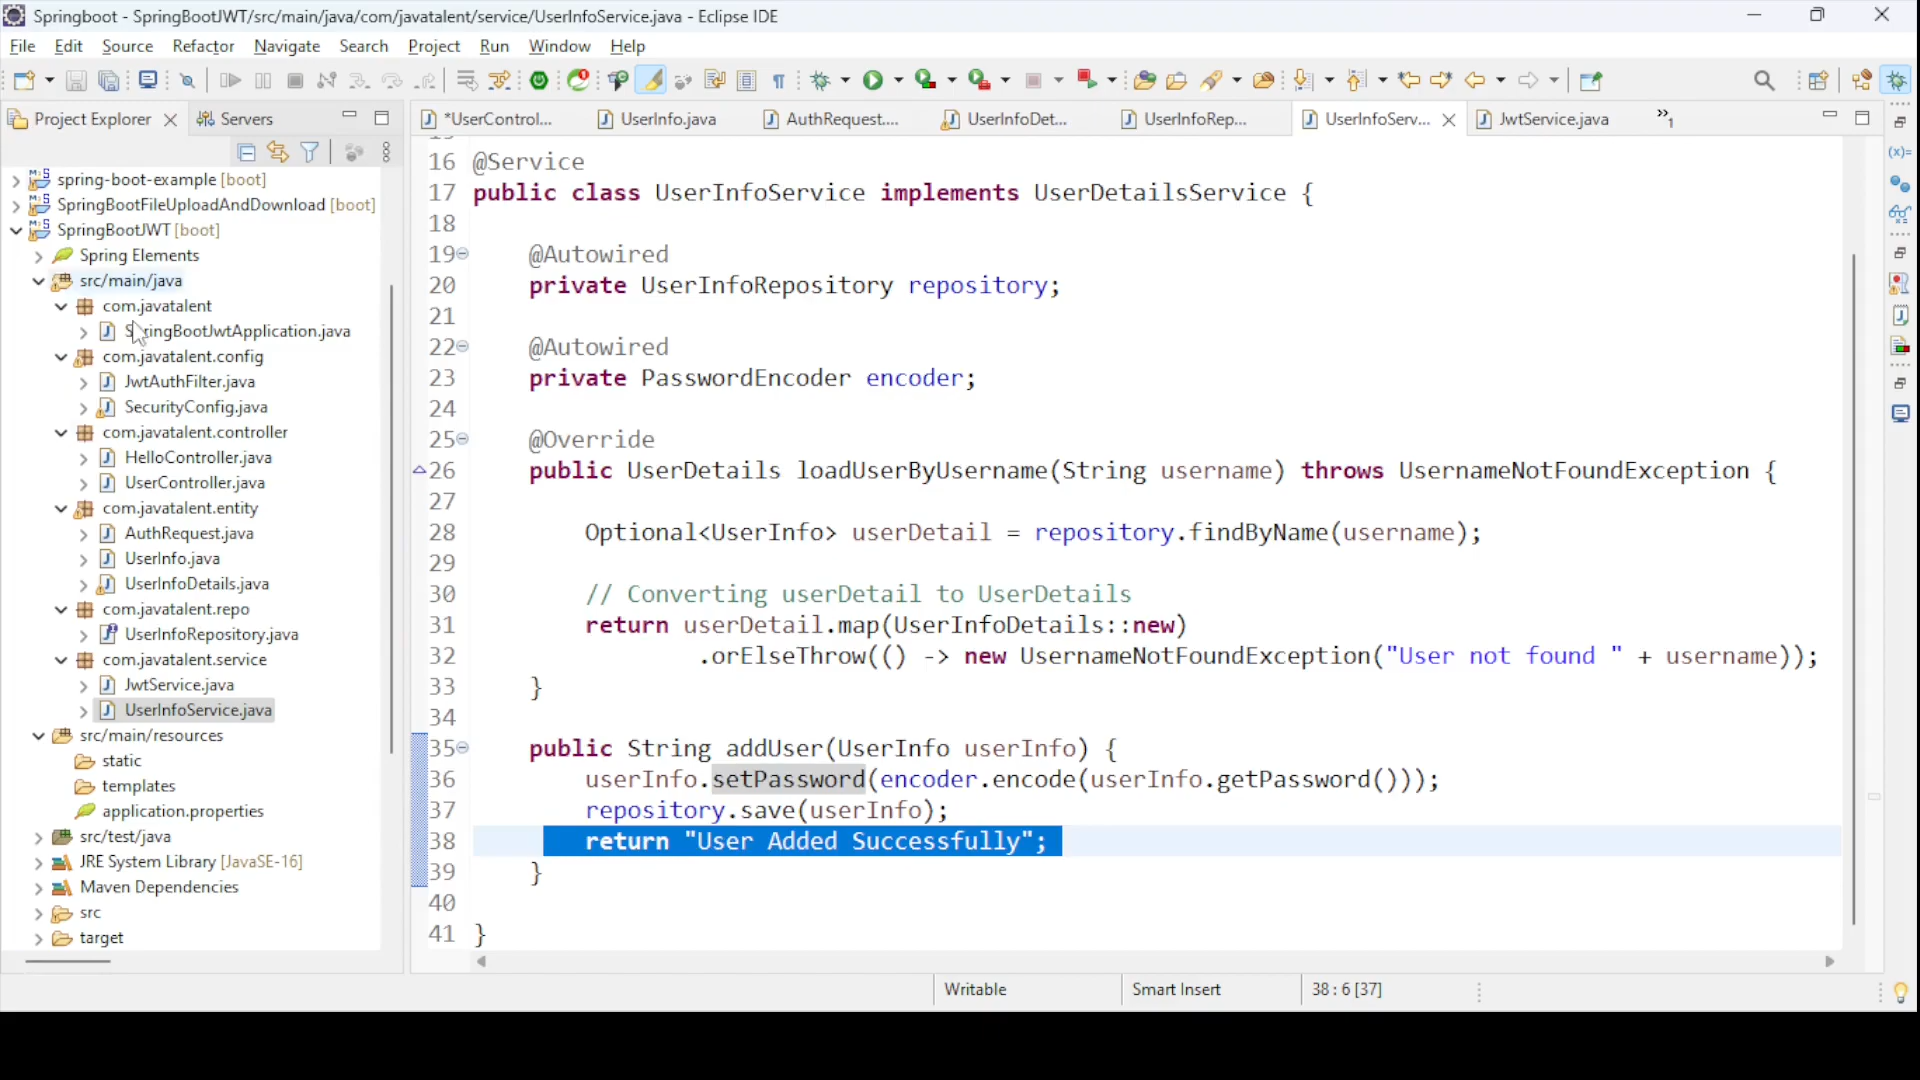 Springboot - SpringBootJWT/src/main/java/com/javatalent/service/UserInfoService.java - Eclipse IDE
File Edit Source Refactor Navigate Search Project Run Window Help
Project Explorer Servers
*UserControl... UserInfo.java AuthRequest.... UserInfoDet... UserInfoRep... UserInfoServ... JwtService.java »1
spring-boot-example [boot]
SpringBootFileUploadAndDownload [boot]
SpringBootJWT [boot]
Spring Elements
src/main/java
com.javatalent
SpringBootJwtApplication.java
com.javatalent.config
JwtAuthFilter.java
SecurityConfig.java
com.javatalent.controller
HelloController.java
UserController.java
com.javatalent.entity
AuthRequest.java
UserInfo.java
UserInfoDetails.java
com.javatalent.repo
UserInfoRepository.java
com.javatalent.service
JwtService.java
UserInfoService.java
src/main/resources
static
templates
application.properties
src/test/java
JRE System Library [JavaSE-16]
Maven Dependencies
src
target
16 @Service
17 public class UserInfoService implements UserDetailsService {
18
19 @Autowired
20 private UserInfoRepository repository;
21
22 @Autowired
23 private PasswordEncoder encoder;
24
25 @Override
26 public UserDetails loadUserByUsername(String username) throws UsernameNotFoundException {
27
28 Optional<UserInfo> userDetail = repository.findByName(username);
29
30 // Converting userDetail to UserDetails
31 return userDetail.map(UserInfoDetails::new)
32 .orElseThrow(() -> new UsernameNotFoundException("User not found " + username));
33 }
34
35 public String addUser(UserInfo userInfo) {
36 userInfo.setPassword(encoder.encode(userInfo.getPassword()));
37 repository.save(userInfo);
38 return "User Added Successfully";
39 }
40
41 }
Writable Smart Insert 38 : 6 [37]